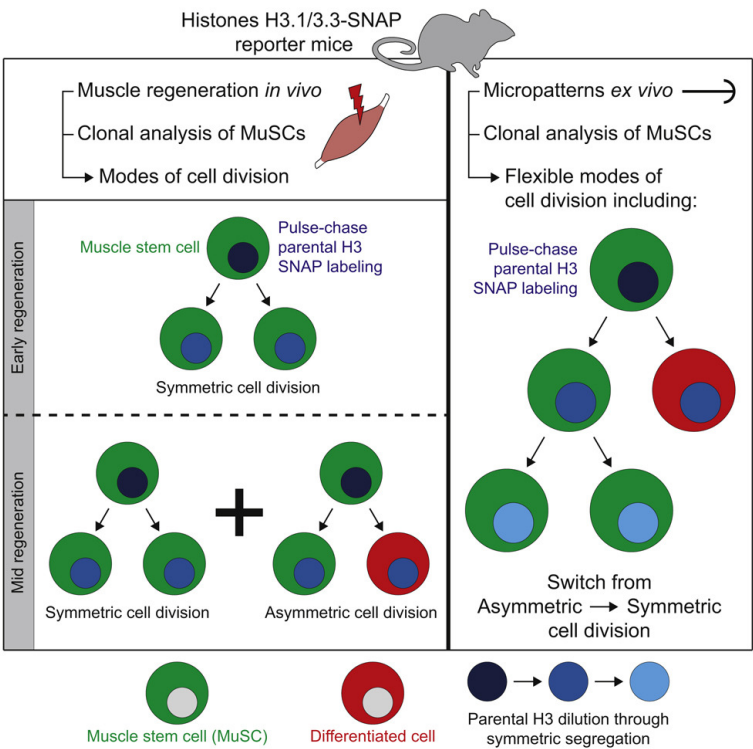 Histones H3.1/3.3-SNAP
reporter mice
Muscle regeneration in vivo
Clonal analysis of MuSCs
Modes of cell division
Early regeneration
Muscle stem cell
Pulse-chase
parental H3
SNAP labeling
Symmetric cell division
Mid regeneration
Symmetric cell division
+
Asymmetric cell division
Micropatterns ex vivo
Clonal analysis of MuSCs
Flexible modes of
cell division including:
Pulse-chase
parental H3
SNAP labeling
Switch from
Asymmetric → Symmetric
cell division
Muscle stem cell (MuSC)
Differentiated cell
Parental H3 dilution through
symmetric segregation